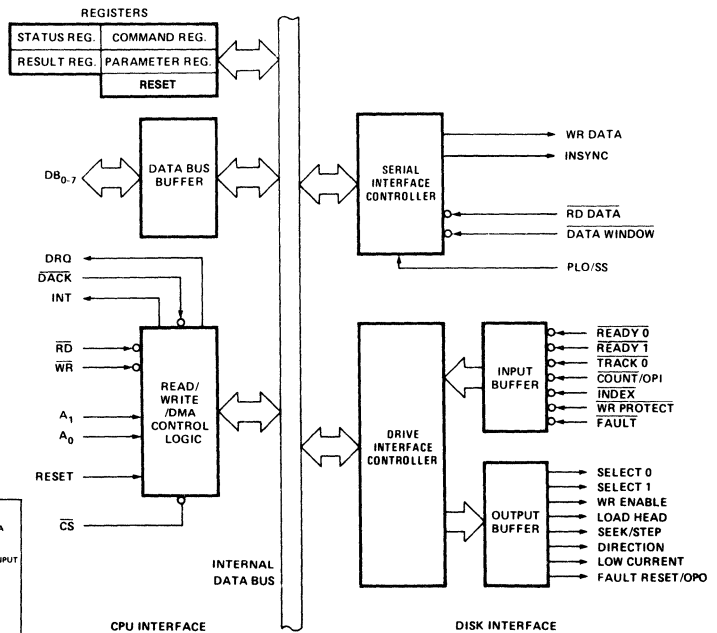 REGISTERS
STATUS REG. COMMAND REG.
RESULT REG. PARAMETER REG.
RESET
DB0-7
DATA BUS
BUFFER
DRQ
DACK
INT
RD
WR
A1
A0
RESET
CS
READ/
WRITE
/DMA
CONTROL
LOGIC
INTERNAL
DATA BUS
CPU INTERFACE
SERIAL
INTERFACE
CONTROLLER
WR DATA
INSYNC
RD DATA
DATA WINDOW
PLO/SS
DRIVE
INTERFACE
CONTROLLER
INPUT
BUFFER
READY 0
READY 1
TRACK 0
COUNT/OPI
INDEX
WR PROTECT
FAULT
OUTPUT
BUFFER
SELECT 0
SELECT 1
WR ENABLE
LOAD HEAD
SEEK/STEP
DIRECTION
LOW CURRENT
FAULT RESET/OPO
DISK INTERFACE